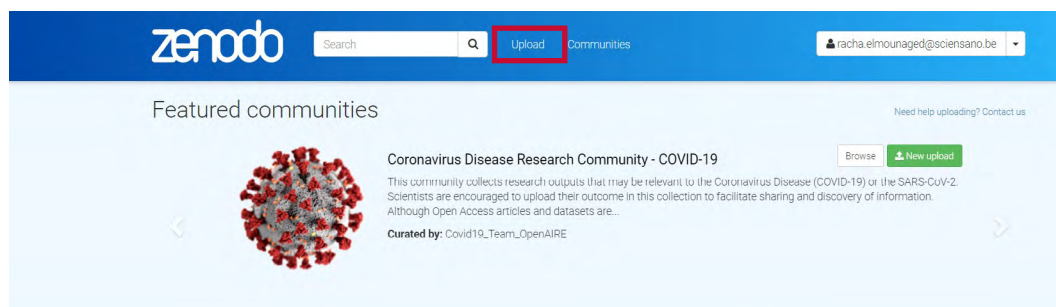 zenodo
Search
Upload
Communities
racha.elmounaged@sciensano.be
Featured communities
Need help uploading? Contact us
Coronavirus Disease Research Community - COVID-19
Browse
New upload
This community collects research outputs that may be relevant to the Coronavirus Disease (COVID-19) or the SARS-CoV-2.
Scientists are encouraged to upload their outcome in this collection to facilitate sharing and discovery of information.
Although Open Access articles and datasets are...
Curated by: Covid19_Team_OpenAIRE